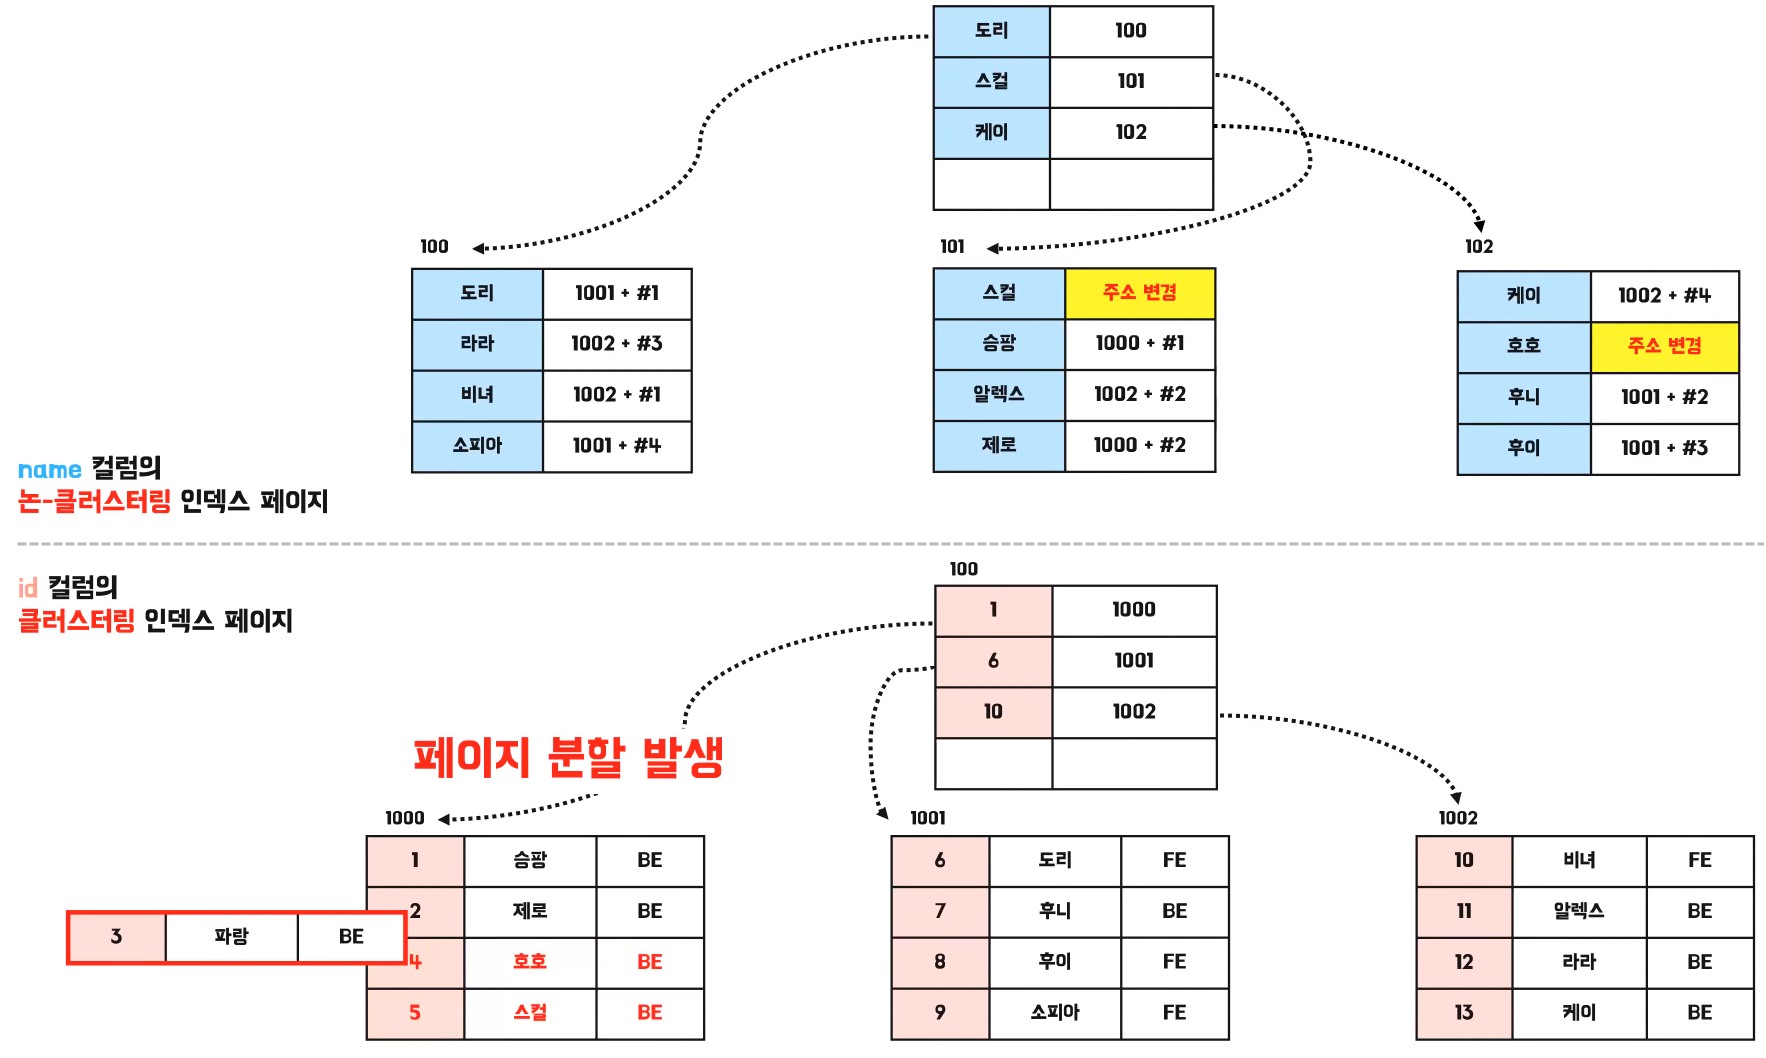 도리 100
스컬 101
케이 102
100
도리 1001 + #1
라라 1002 + #3
비녀 1002 + #1
소피아 1001 + #4
101
스컬 주소 변경
승팡 1000 + #1
알렉스 1002 + #2
제로 1000 + #2
102
케이 1002 + #4
호호 주소 변경
후니 1001 + #2
후이 1001 + #3
name 컬럼의
논-클러스터링 인덱스 페이지
id 컬럼의
클러스터링 인덱스 페이지
100
1 1000
6 1001
10 1002
페이지 분할 발생
1000
1 승팡 BE
2 제로 BE
3 파랑 BE
4 호호 BE
5 스컬 BE
1001
6 도리 FE
7 후니 BE
8 후이 FE
9 소피아 FE
1002
10 비녀 FE
11 알렉스 BE
12 라라 BE
13 케이 BE